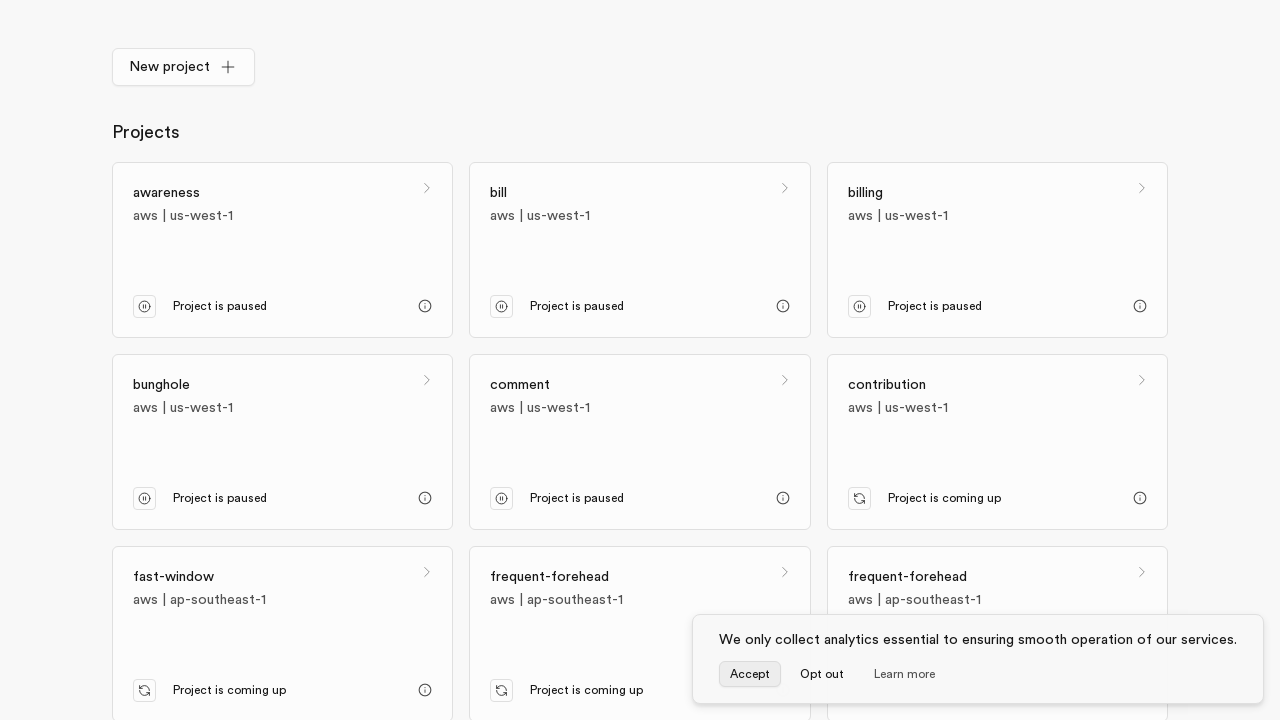 New project
Projects
awareness
aws | us-west-1
Project is paused
bill
aws | us-west-1
Project is paused
billing
aws | us-west-1
Project is paused
bunghole
aws | us-west-1
Project is paused
comment
aws | us-west-1
Project is paused
contribution
aws | us-west-1
Project is coming up
fast-window
aws | ap-southeast-1
Project is coming up
frequent-forehead
aws | ap-southeast-1
Project is coming up
frequent-forehead
aws | ap-southeast-1
We only collect analytics essential to ensuring smooth operation of our services.
Accept
Opt out
Learn more